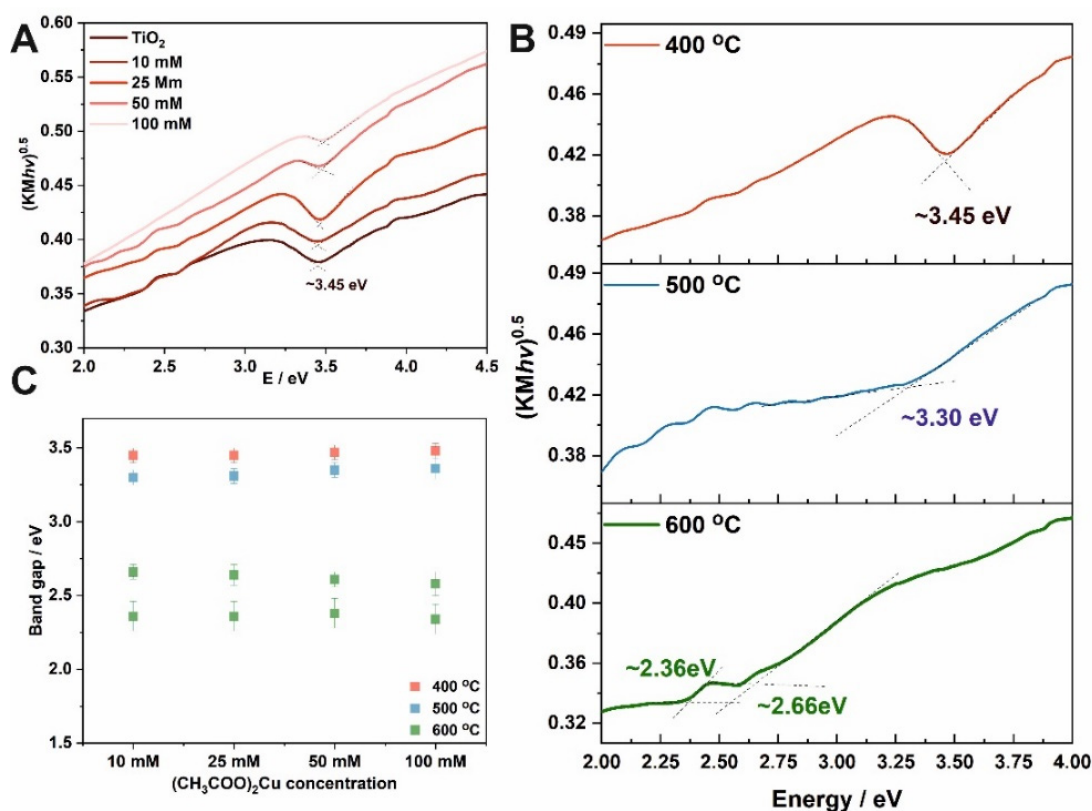 A
TiO₂
10 mM
25 Mm
50 mM
100 mM
(KMhv)^0.5
0.60
0.55
0.50
0.45
0.40
0.35
0.30
~3.45 eV
2.0 2.5 3.0 3.5 4.0 4.5
E / eV
B
400 °C
0.49
0.46
0.42
0.38
~3.45 eV
500 °C
0.49
0.46
0.42
0.38
~3.30 eV
(KMhv)^0.5
600 °C
0.45
0.40
0.36
0.32
~2.36eV
~2.66eV
2.00 2.25 2.50 2.75 3.00 3.25 3.50 3.75 4.00
Energy / eV
C
Band gap / eV
3.5
3.0
2.5
2.0
1.5
400 °C
500 °C
600 °C
10 mM 25 mM 50 mM 100 mM
(CH₃COO)₂Cu concentration